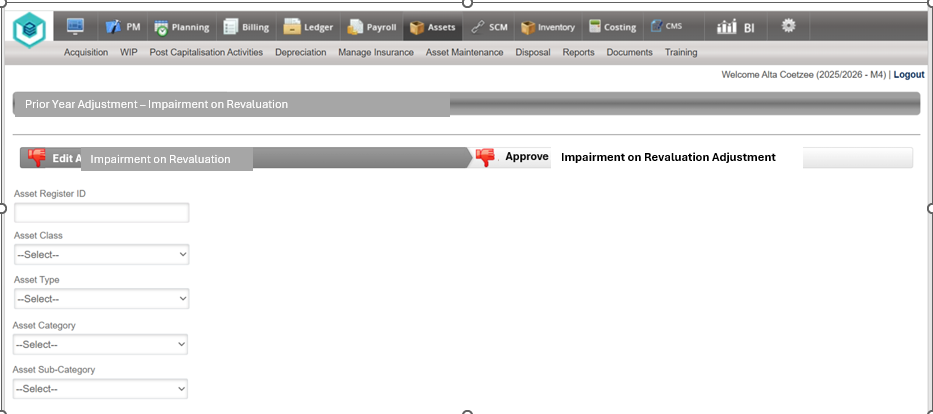 PM Planning Billing Ledger Payroll Assets SCM Inventory Costing CMS BI
Acquisition WIP Post Capitalisation Activities Depreciation Manage Insurance Asset Maintenance Disposal Reports Documents Training
Welcome Alta Coetzee (2025/2026 - M4) | Logout
Prior Year Adjustment – Impairment on Revaluation
Edit A Impairment on Revaluation Approve Impairment on Revaluation Adjustment
Asset Register ID
Asset Class
--Select--
Asset Type
--Select--
Asset Category
--Select--
Asset Sub-Category
--Select--